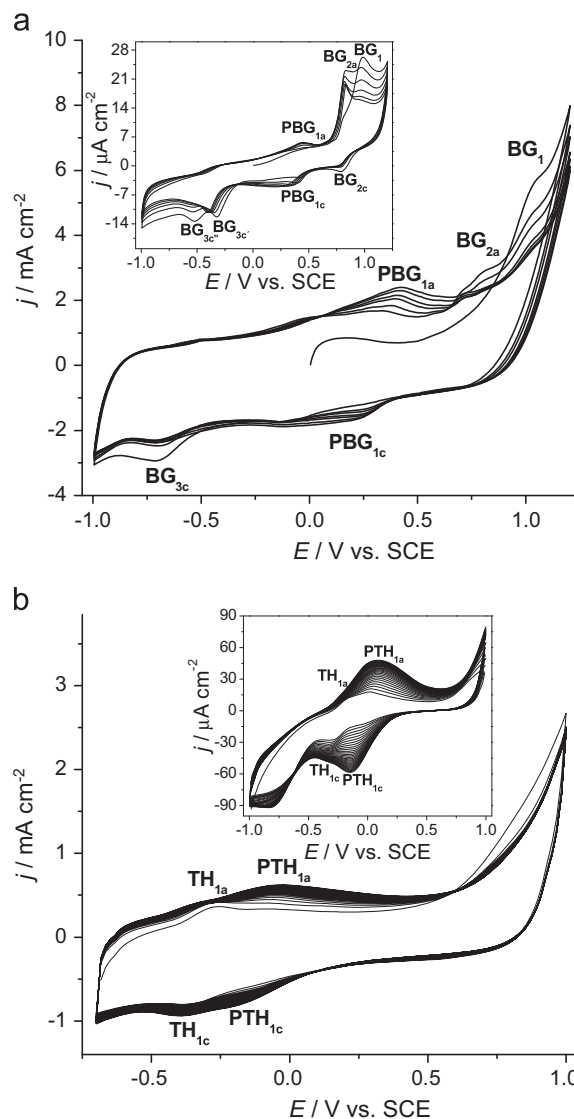 a
28
21
14
7
0
-7
-14
j / μA cm⁻²
BG₂ₐ
BG₁
PBG₁ₐ
PBG₁c
BG₂c
BG₃c"
BG₃c'
-1.0 -0.5 0.0 0.5 1.0
E / V vs. SCE
10
8
6
4
2
0
-2
-4
j / mA cm⁻²
BG₁
BG₂ₐ
PBG₁ₐ
PBG₁c
BG₃c
-1.0 -0.5 0.0 0.5 1.0
E / V vs. SCE
b
90
60
30
0
-30
-60
-90
j / μA cm⁻²
PTH₁ₐ
TH₁ₐ
TH₁c
PTH₁c
-1.0 -0.5 0.0 0.5 1.0
E / V vs. SCE
3
2
1
0
-1
j / mA cm⁻²
TH₁ₐ
PTH₁ₐ
TH₁c
PTH₁c
-0.5 0.0 0.5 1.0
E / V vs. SCE